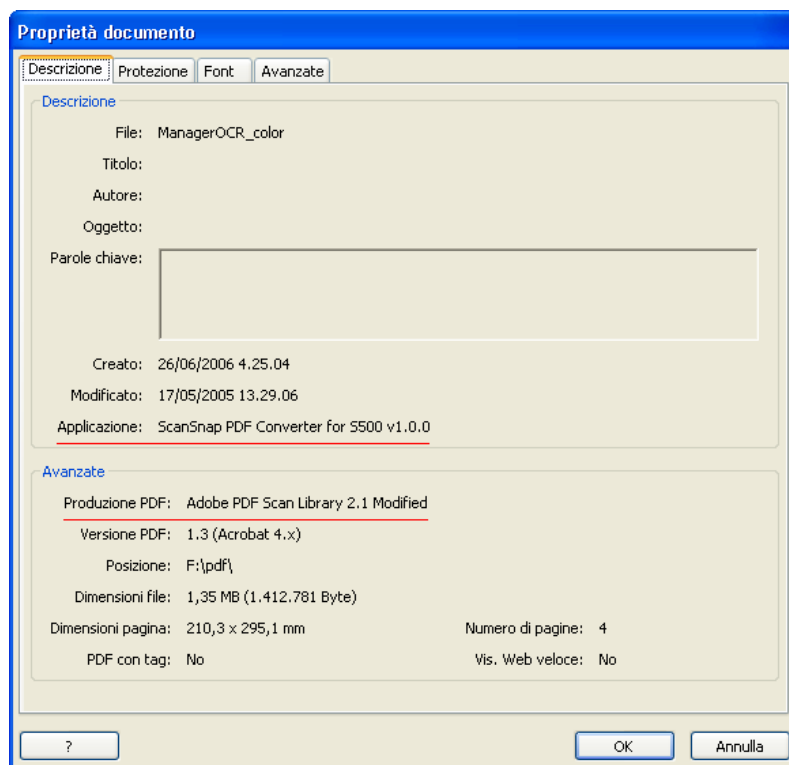 Proprietà documento
Descrizione Protezione Font Avanzate
Descrizione
File: ManagerOCR_color
Titolo:
Autore:
Oggetto:
Parole chiave:
Creato: 26/06/2006 4.25.04
Modificato: 17/05/2005 13.29.06
Applicazione: ScanSnap PDF Converter for S500 v1.0.0
Avanzate
Produzione PDF: Adobe PDF Scan Library 2.1 Modified
Versione PDF: 1.3 (Acrobat 4.x)
Posizione: F:\pdf\
Dimensioni file: 1,35 MB (1.412.781 Byte)
Dimensioni pagina: 210,3 x 295,1 mm Numero di pagine: 4
PDF con tag: No Vis. Web veloce: No
? OK Annulla